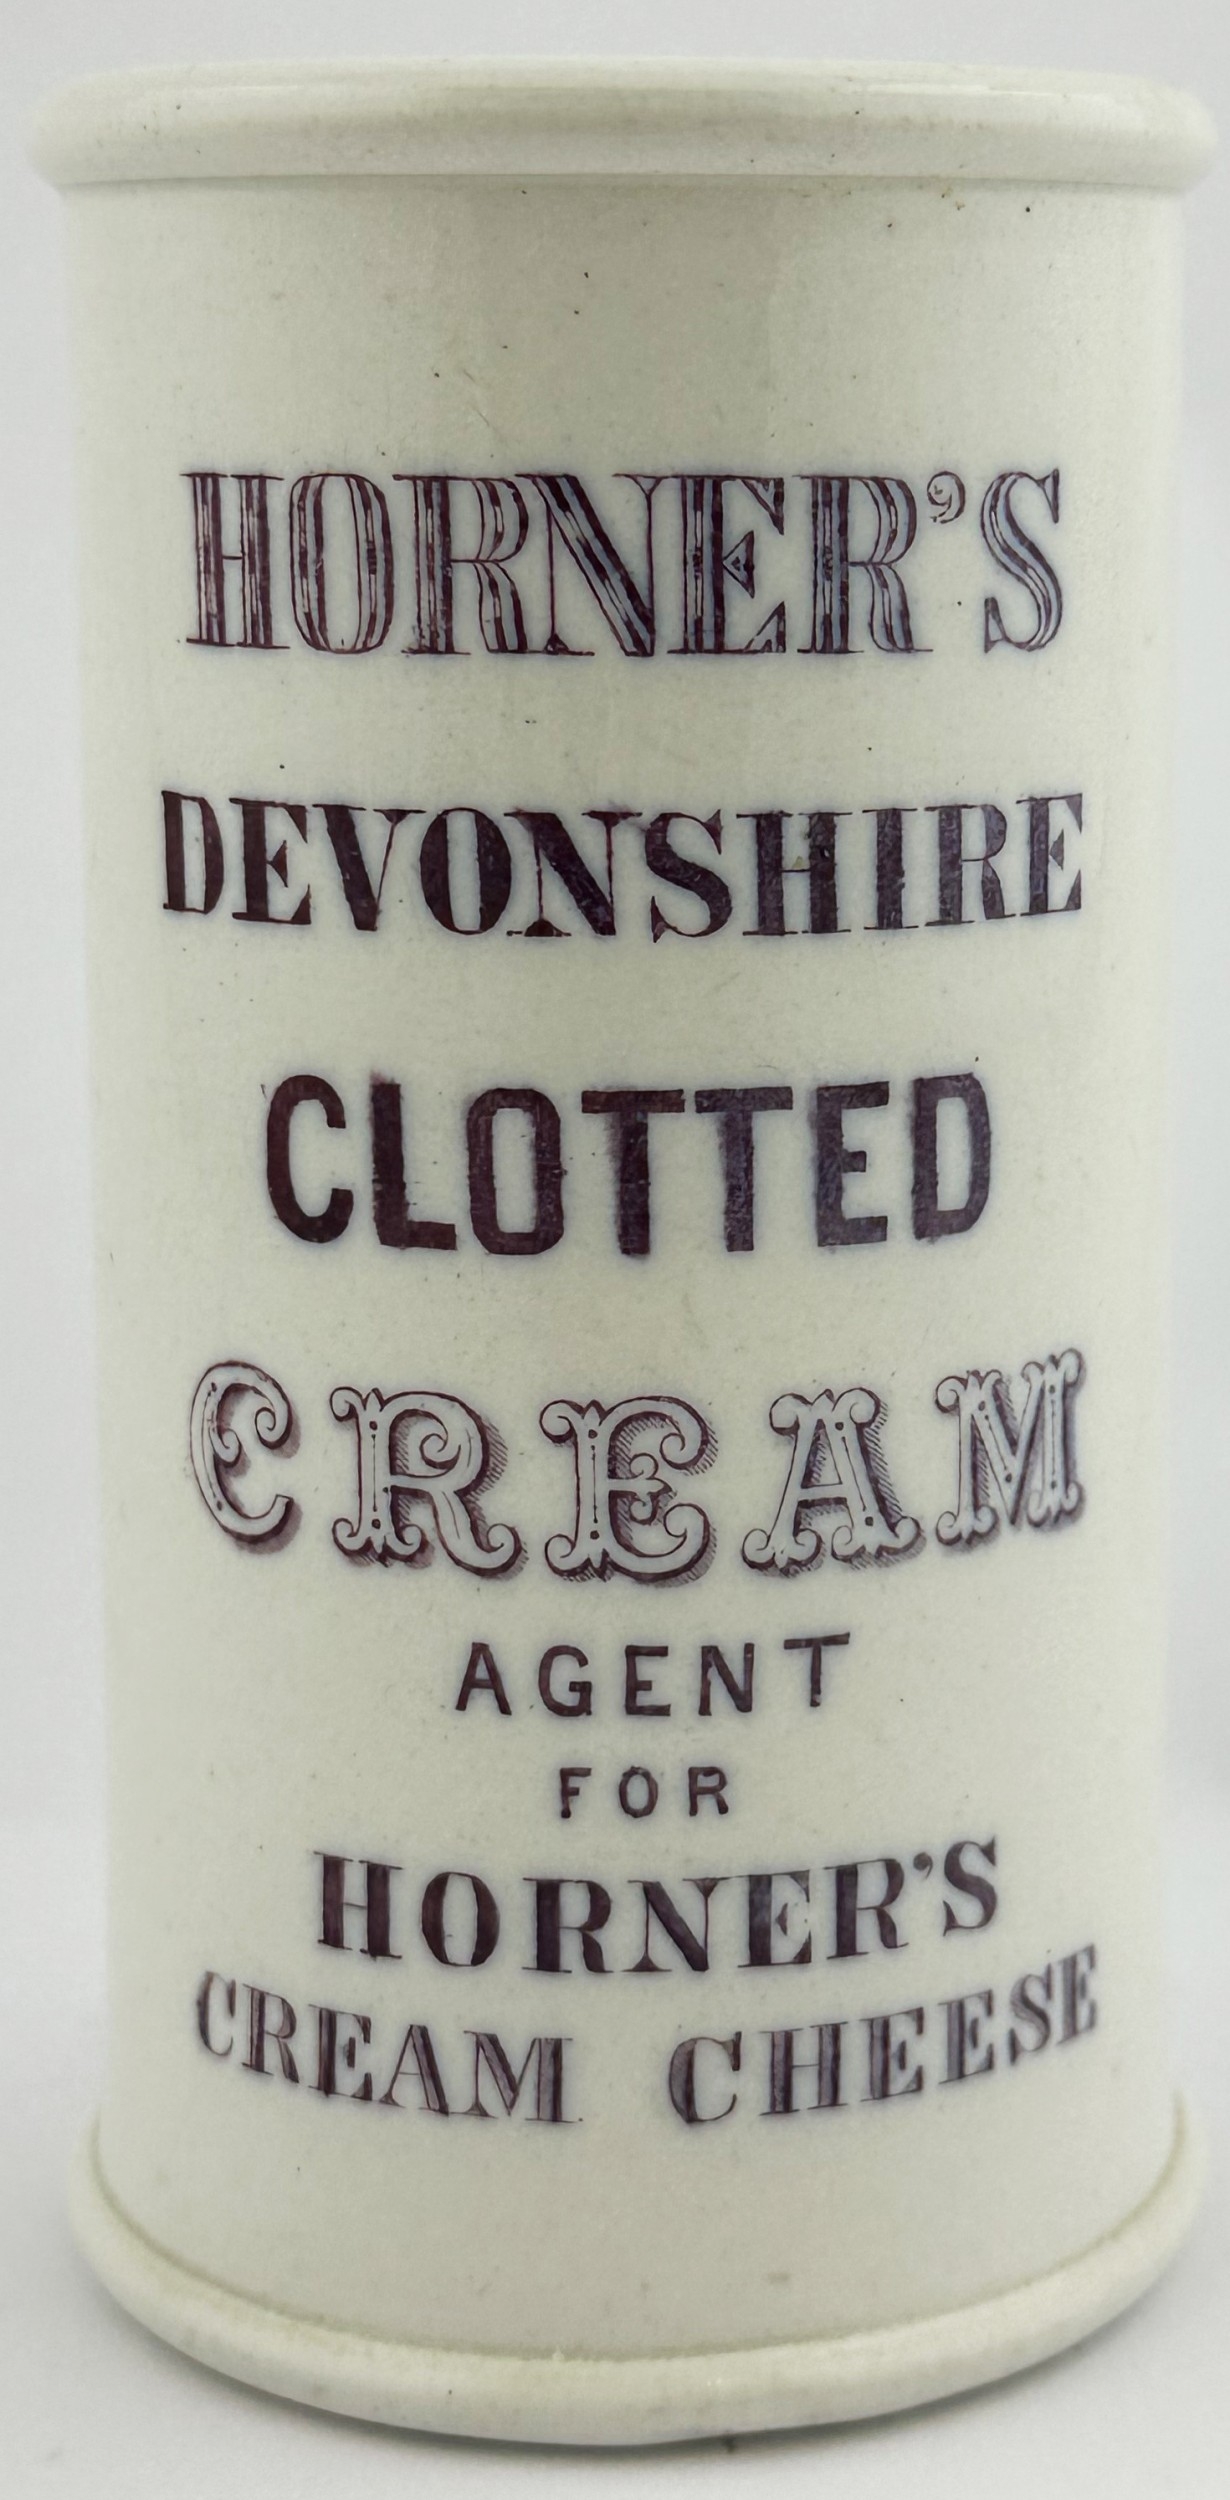 HORNER'S
DEVONSHIRE
CLOTTED
CREAM
AGENT
FOR
HORNER'S
CREAM CHEESE